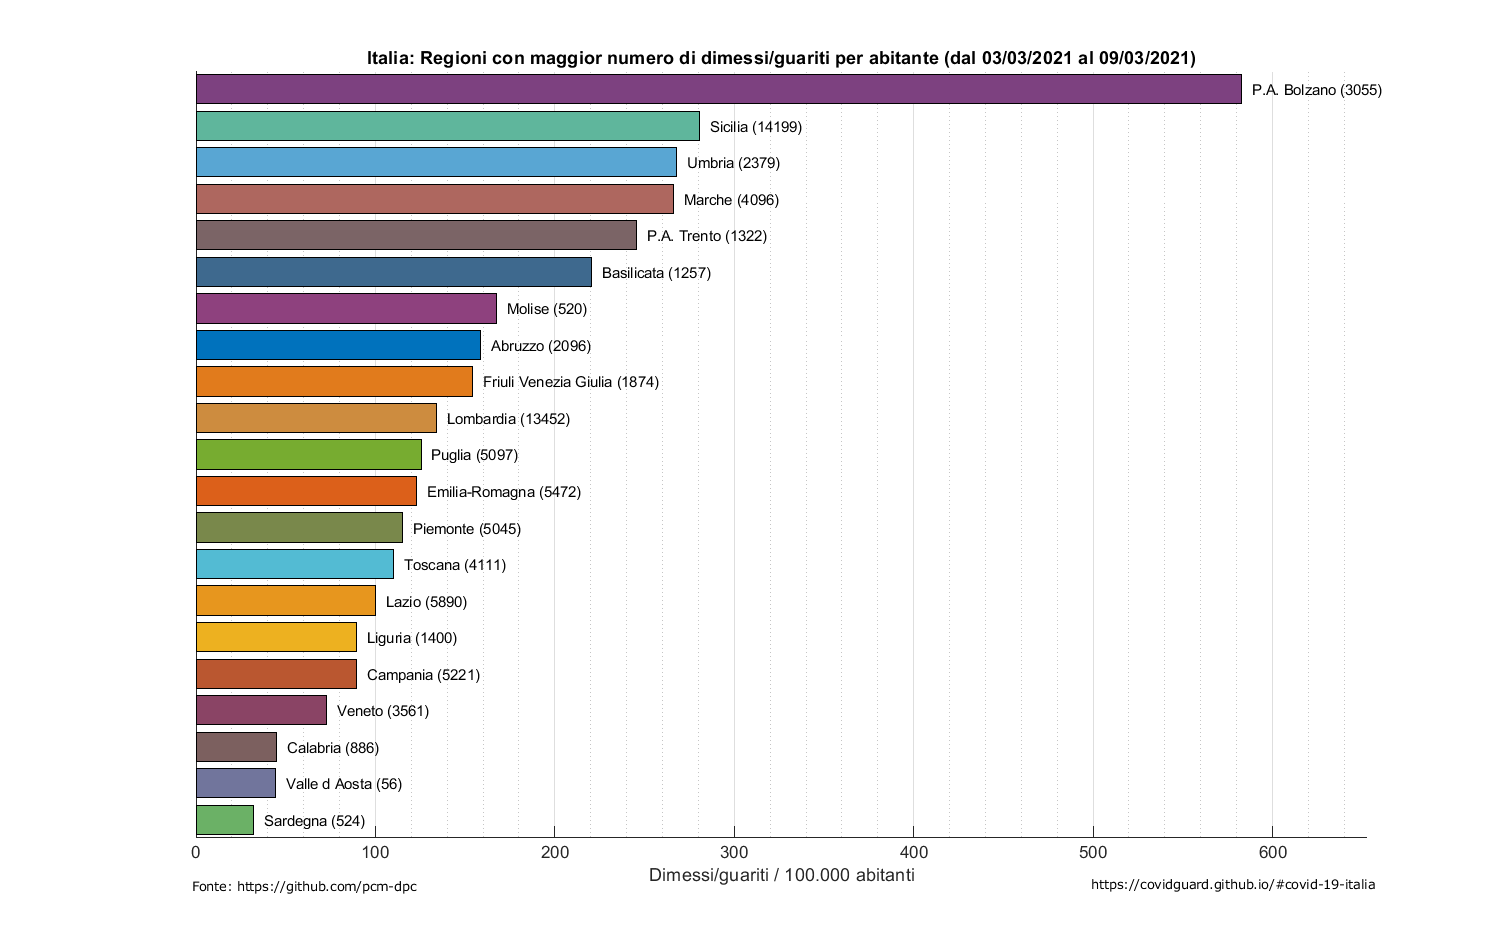 Italia: Regioni con maggior numero di dimessi/guariti per abitante (dal 03/03/2021 al 09/03/2021)
P.A. Bolzano (3055)
Sicilia (14199)
Umbria (2379)
Marche (4096)
P.A. Trento (1322)
Basilicata (1257)
Molise (520)
Abruzzo (2096)
Friuli Venezia Giulia (1874)
Lombardia (13452)
Puglia (5097)
Emilia-Romagna (5472)
Piemonte (5045)
Toscana (4111)
Lazio (5890)
Liguria (1400)
Campania (5221)
Veneto (3561)
Calabria (886)
Valle d Aosta (56)
Sardegna (524)
0 100 200 300 400 500 600
Dimessi/guariti / 100.000 abitanti
Fonte: https://github.com/pcm-dpc
https://covidguard.github.io/#covid-19-italia